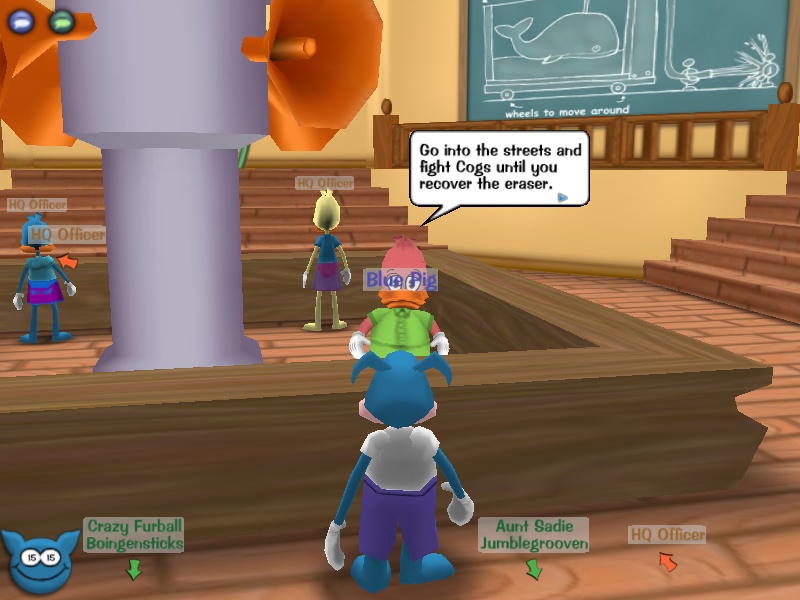 wheels to move around
Go into the streets and
fight Cogs until you
recover the eraser.
HQ Officer
HQ Officer
HQ Officer
Blue Pig
Crazy Furball
Boingensticks
Aunt Sadie
Jumblegrooven
HQ Officer
15 15